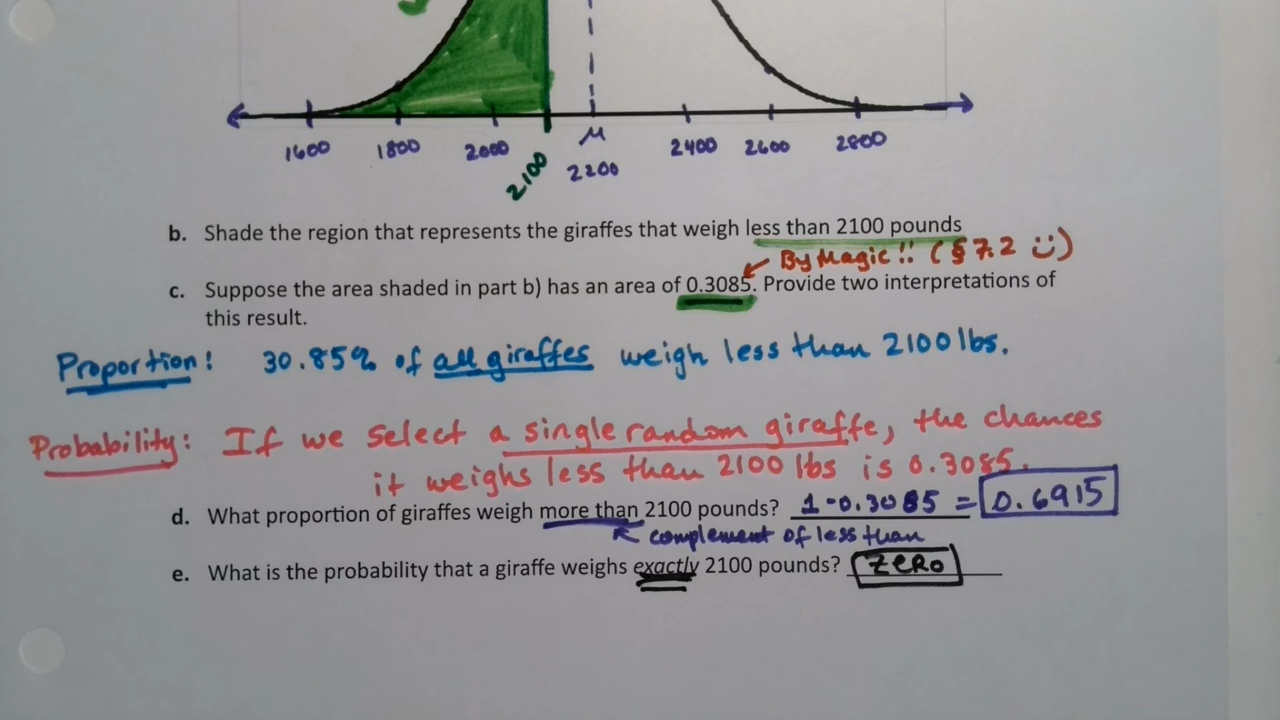 1600 1800 2000 2100 μ 2200 2400 2600 2800
b. Shade the region that represents the giraffes that weigh less than 2100 pounds
By Magic!! (§7.2 ☺)
c. Suppose the area shaded in part b) has an area of 0.3085. Provide two interpretations of
this result.
Proportion: 30.85% of all giraffes weigh less than 2100 lbs.
Probability: If we select a single random giraffe, the chances
it weighs less than 2100 lbs is 0.3085.
d. What proportion of giraffes weigh more than 2100 pounds? 1-0.3085 = 0.6915
complement of less than
e. What is the probability that a giraffe weighs exactly 2100 pounds? ZERO